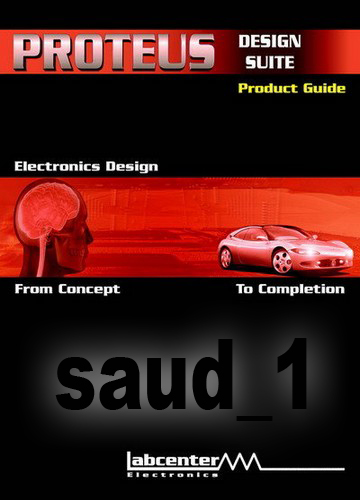 PROTEUS DESIGN
SUITE
Product Guide
Electronics Design
From Concept To Completion
saud_1
labcenter
Electronics